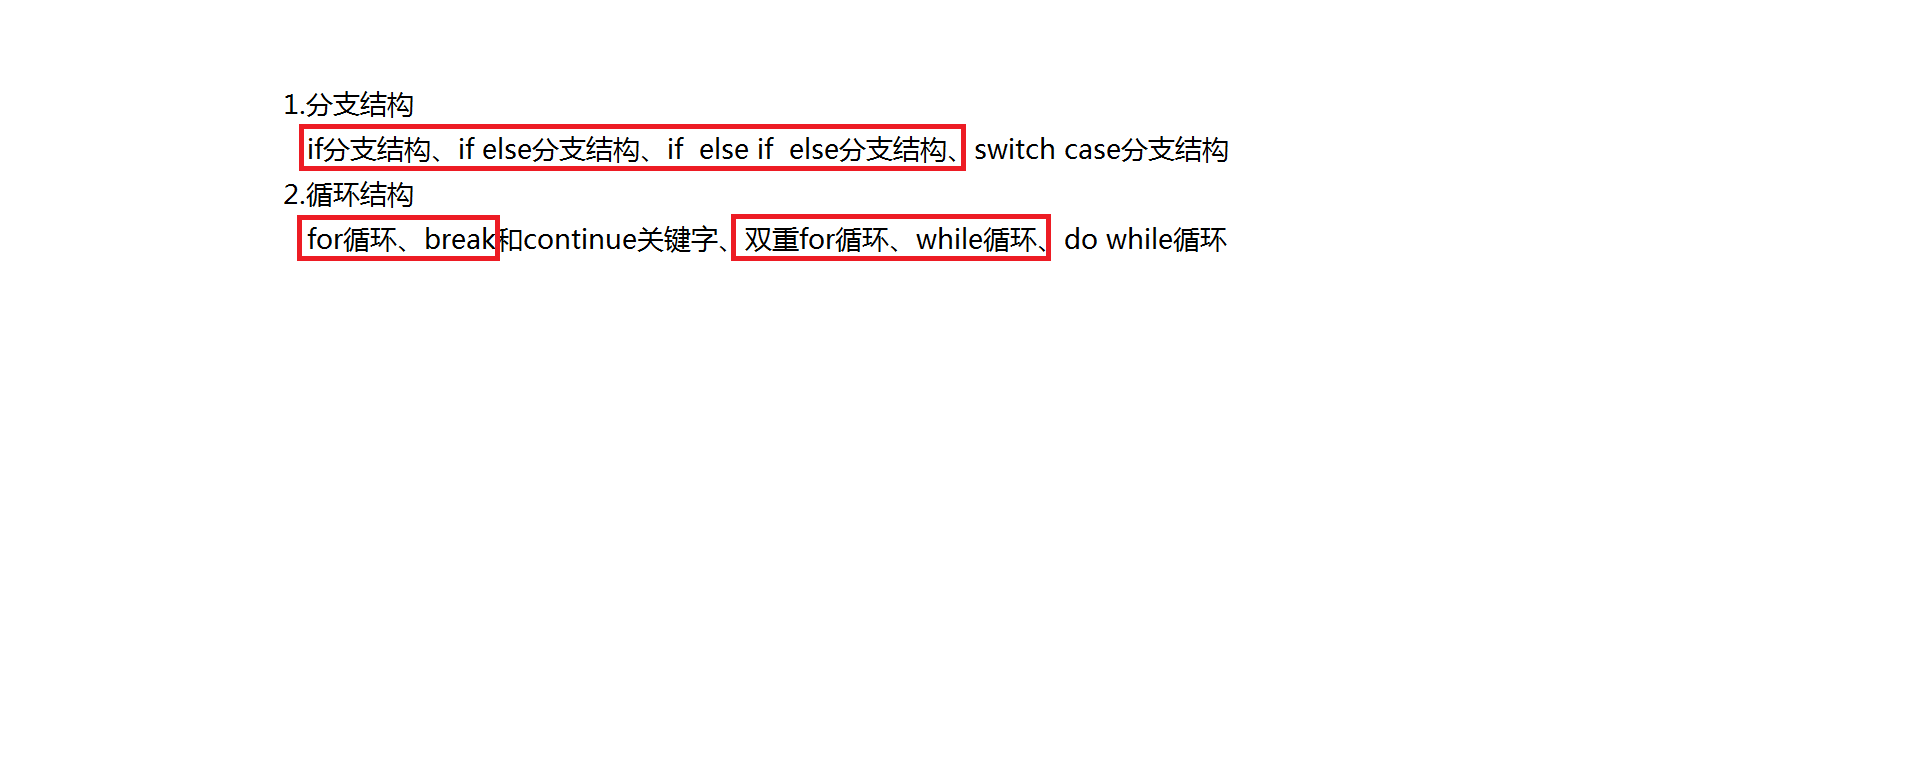 1.分支结构
if分支结构、if else分支结构、if  else if  else分支结构、switch case分支结构
2.循环结构
for循环、break和continue关键字、双重for循环、while循环、do while循环